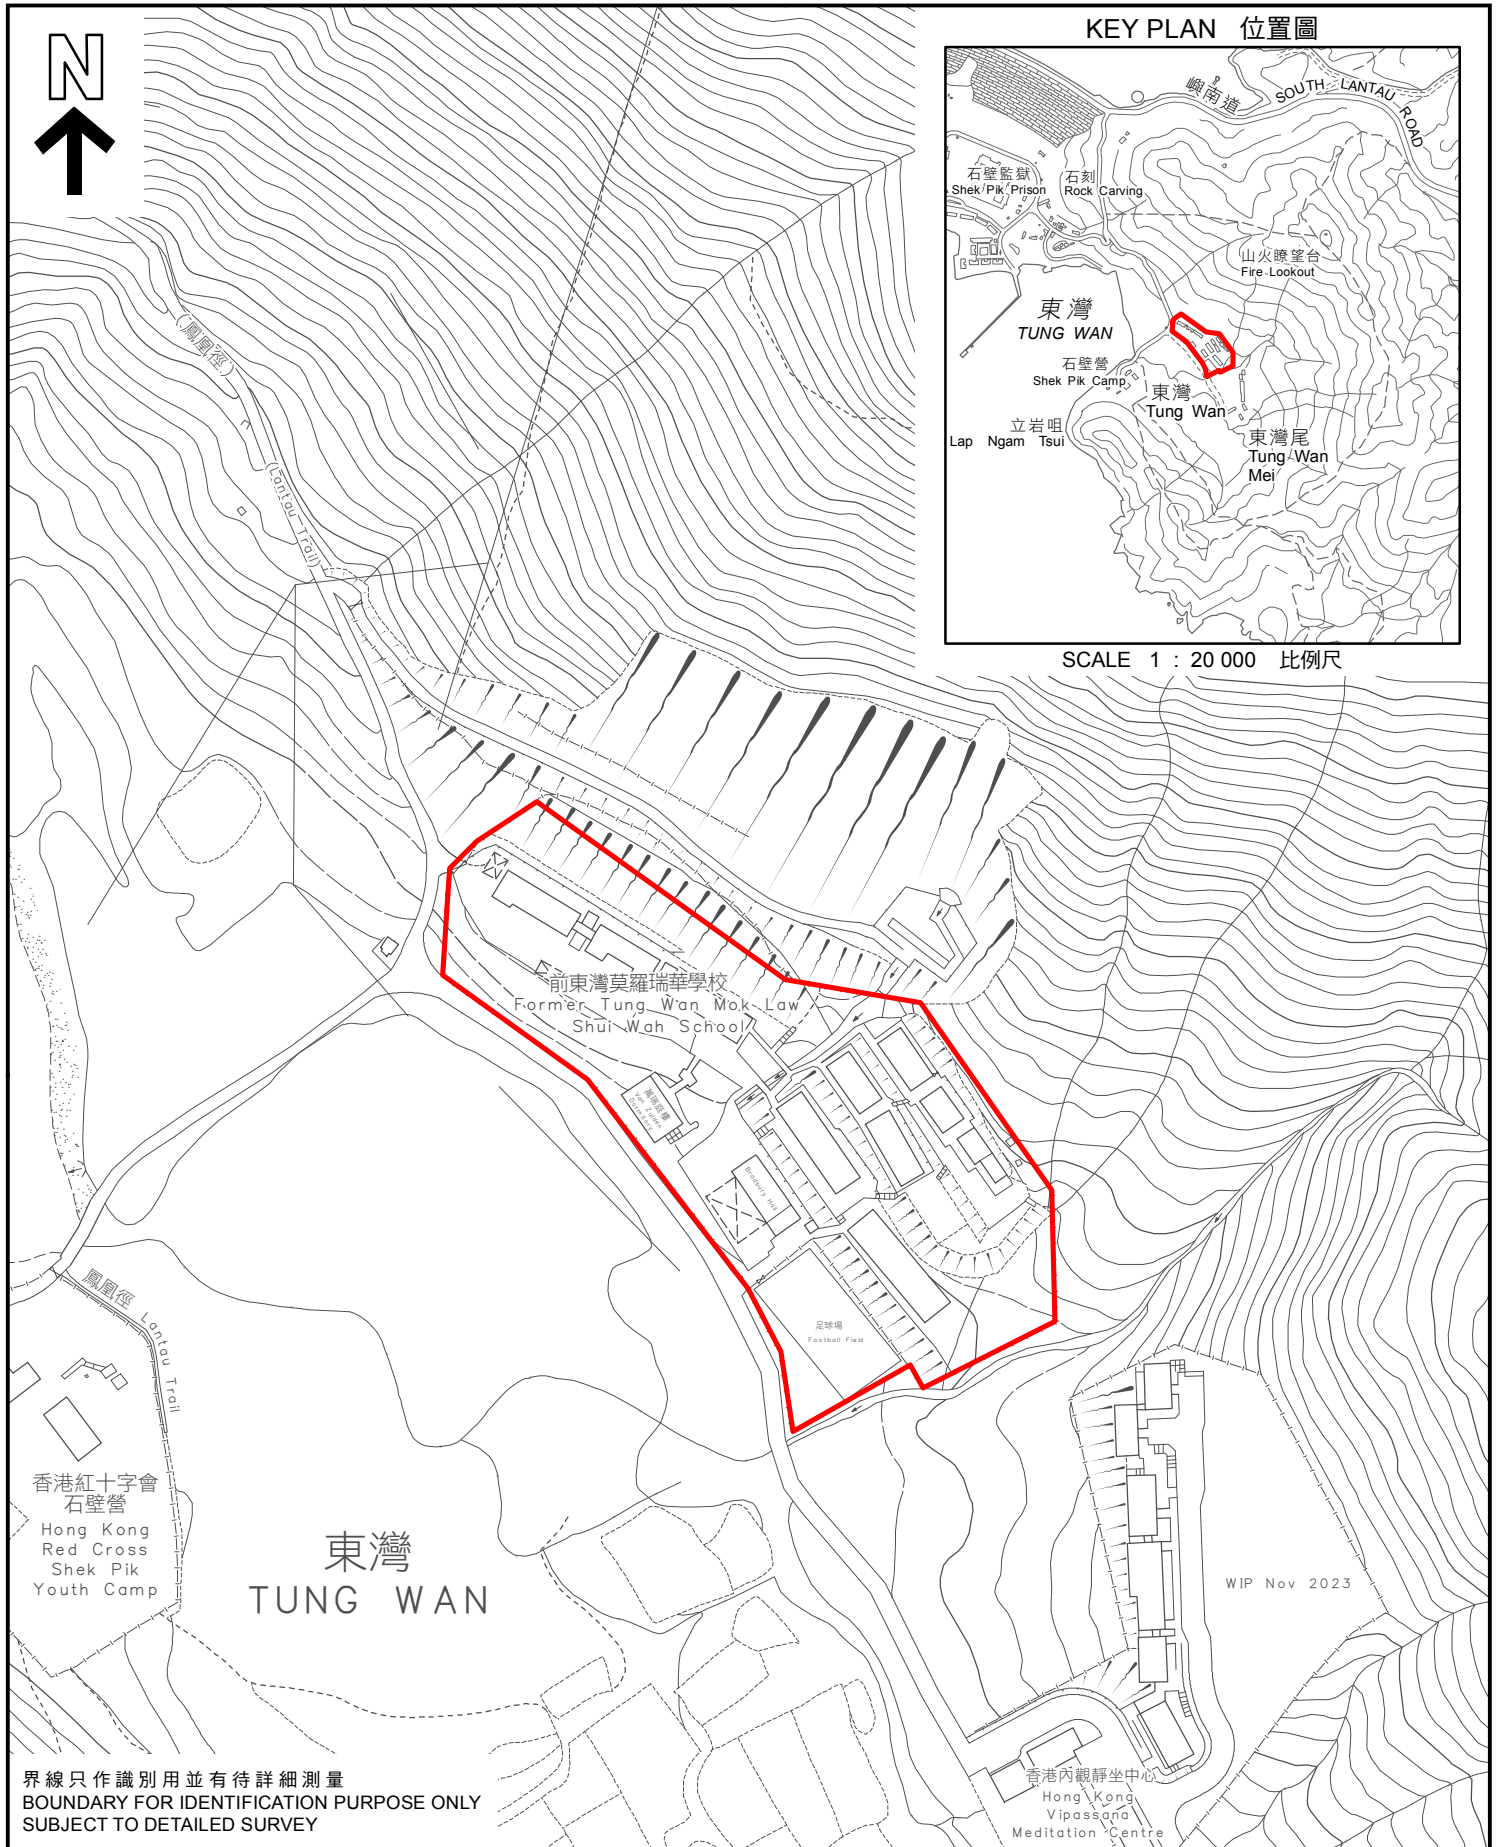 N
KEY PLAN 位置圖
嶼南道
SOUTH LANTAU ROAD
石壁監獄
Shek Pik Prison
石刻
Rock Carving
山火瞭望台
Fire Lookout
東灣
TUNG WAN
石壁營
Shek Pik Camp
東灣
Tung Wan
立岩咀
Lap Ngam Tsui
東灣尾
Tung Wan
Mei
SCALE 1 : 20 000 比例尺
(鳳凰徑)
(Lantau Trail)
前東灣莫羅瑞華學校
Former Tung Wan Mok Law
Shui Wah School
Van Zuiden
Dormitory
Bradbury Hall
足球場
Football Field
鳳凰徑 Lantau Trail
香港紅十字會
石壁營
Hong Kong
Red Cross
Shek Pik
Youth Camp
東灣
TUNG WAN
WIP Nov 2023
香港內觀靜坐中心
Hong Kong
Vipassana
Meditation Centre
界線只作識別用並有待詳細測量
BOUNDARY FOR IDENTIFICATION PURPOSE ONLY
SUBJECT TO DETAILED SURVEY